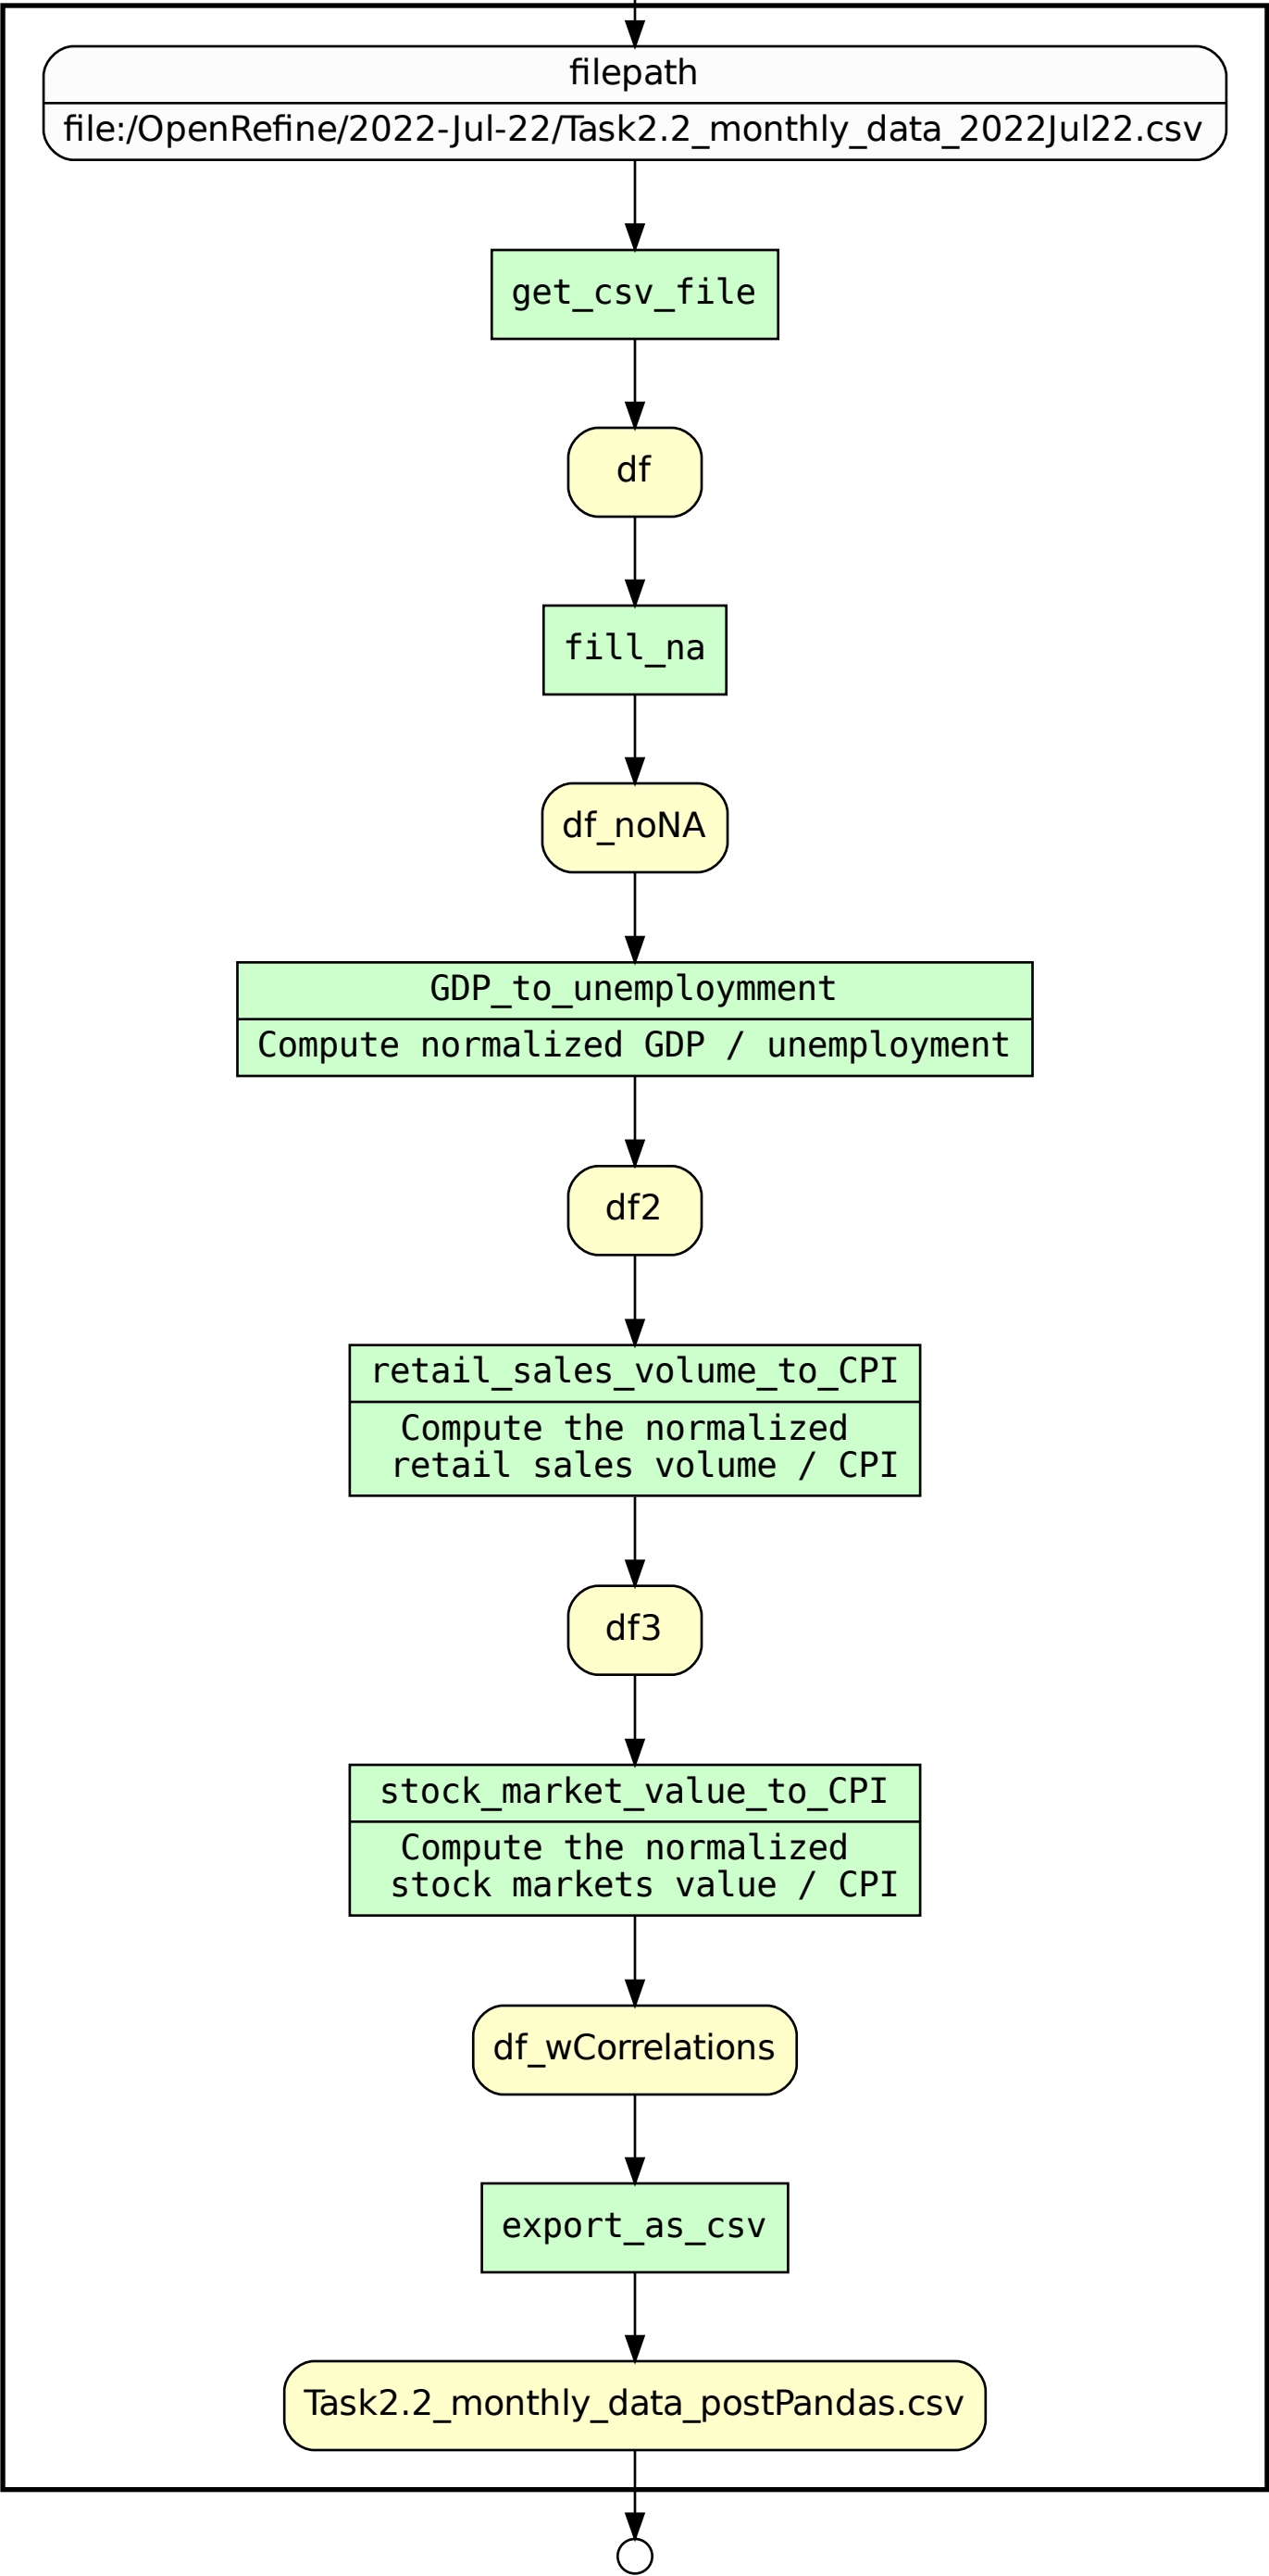 filepath
file:/OpenRefine/2022-Jul-22/Task2.2_monthly_data_2022Jul22.csv
get_csv_file
df
fill_na
df_noNA
GDP_to_unemploymment
Compute normalized GDP / unemployment
df2
retail_sales_volume_to_CPI
Compute the normalized
retail sales volume / CPI
df3
stock_market_value_to_CPI
Compute the normalized
stock markets value / CPI
df_wCorrelations
export_as_csv
Task2.2_monthly_data_postPandas.csv